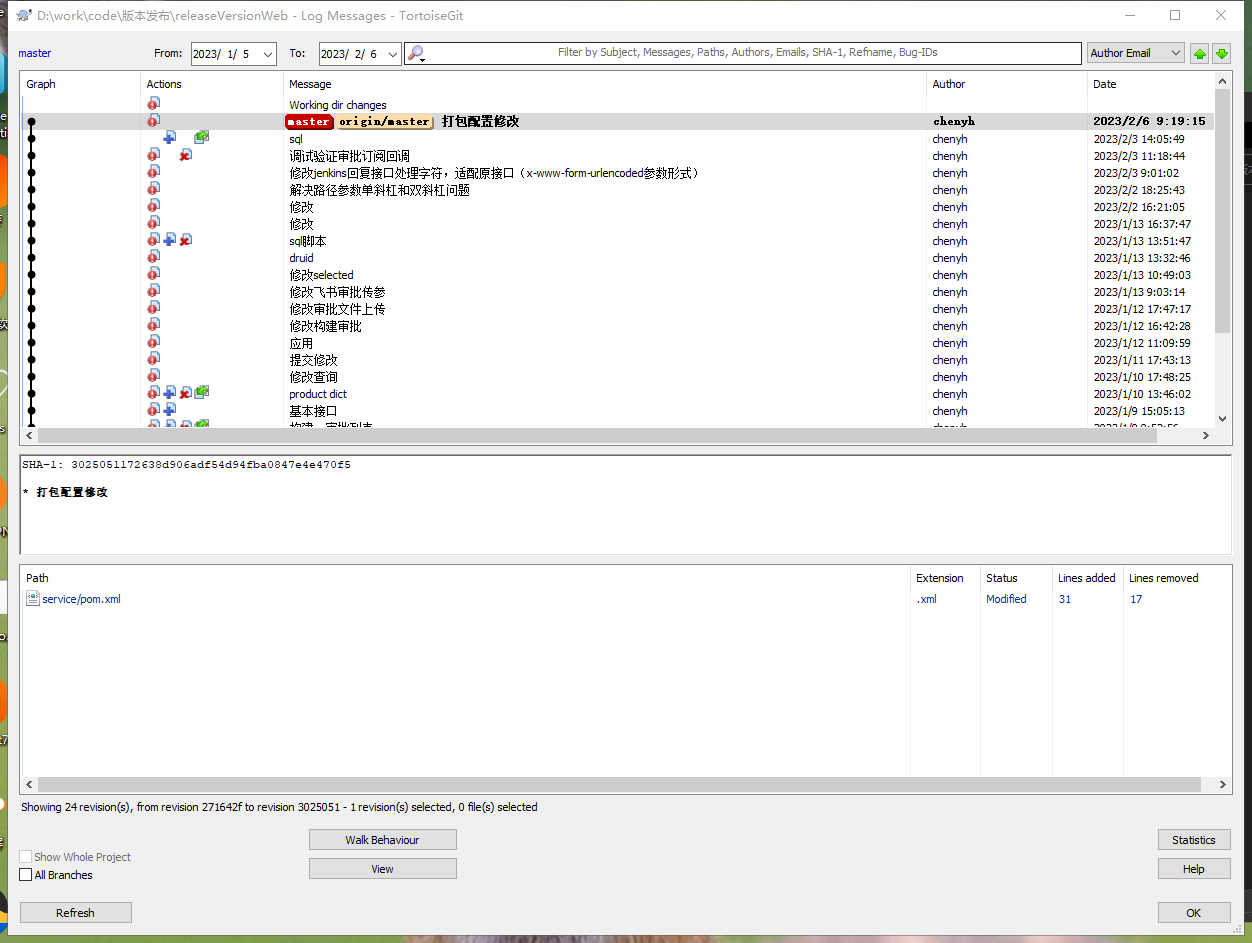 D:\work\code\版本发布\releaseVersionWeb - Log Messages - TortoiseGit
master From: 2023/ 1/ 5 To: 2023/ 2/ 6 Filter by Subject, Messages, Paths, Authors, Emails, SHA-1, Refname, Bug-IDs Author Email
Graph Actions Message Author Date
Working dir changes
master origin/master 打包配置修改 chenyh 2023/2/6 9:19:15
sql chenyh 2023/2/3 14:05:49
调试验证审批订阅回调 chenyh 2023/2/3 11:18:44
修改jenkins回复接口处理字符，适配原接口（x-www-form-urlencoded参数形式） chenyh 2023/2/3 9:01:02
解决路径参数单斜杠和双斜杠问题 chenyh 2023/2/2 18:25:43
修改 chenyh 2023/2/2 16:21:05
修改 chenyh 2023/1/13 16:37:47
sql脚本 chenyh 2023/1/13 13:51:47
druid chenyh 2023/1/13 13:32:46
修改selected chenyh 2023/1/13 10:49:03
修改飞书审批传参 chenyh 2023/1/13 9:03:14
修改审批文件上传 chenyh 2023/1/12 17:47:17
修改构建审批 chenyh 2023/1/12 16:42:28
应用 chenyh 2023/1/12 11:09:59
提交修改 chenyh 2023/1/11 17:43:13
修改查询 chenyh 2023/1/10 17:48:25
product dict chenyh 2023/1/10 13:46:02
基本接口 chenyh 2023/1/9 15:05:13
SHA-1: 3025051172638d906adf54d94fba0847e4e470f5
* 打包配置修改
Path Extension Status Lines added Lines removed
service/pom.xml .xml Modified 31 17
Showing 24 revision(s), from revision 271642f to revision 3025051 - 1 revision(s) selected, 0 file(s) selected
Walk Behaviour Statistics
Show Whole Project
View Help
All Branches
Refresh OK